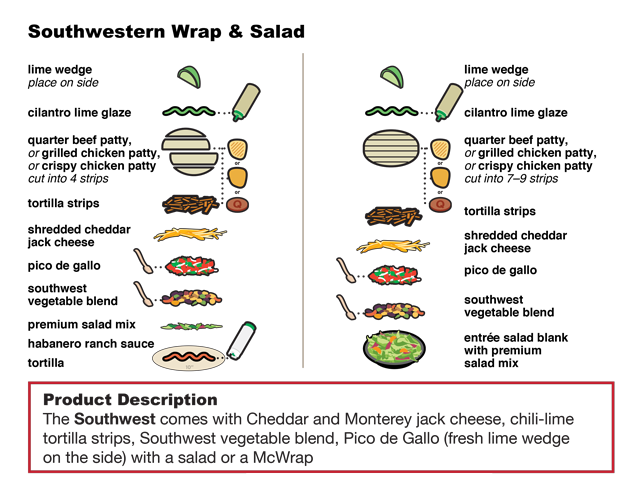 Southwestern Wrap & Salad
lime wedge
place on side
cilantro lime glaze
quarter beef patty,
or grilled chicken patty,
or crispy chicken patty
cut into 4 strips
or
or
tortilla strips
Q
shredded cheddar
jack cheese
pico de gallo
southwest
vegetable blend
premium salad mix
habanero ranch sauce
tortilla
10"
lime wedge
place on side
cilantro lime glaze
quarter beef patty,
or grilled chicken patty,
or crispy chicken patty
cut into 7–9 strips
or
or
Q
tortilla strips
shredded cheddar
jack cheese
pico de gallo
southwest
vegetable blend
entrée salad blank
with premium
salad mix
Product Description
The Southwest comes with Cheddar and Monterey jack cheese, chili-lime
tortilla strips, Southwest vegetable blend, Pico de Gallo (fresh lime wedge
on the side) with a salad or a McWrap